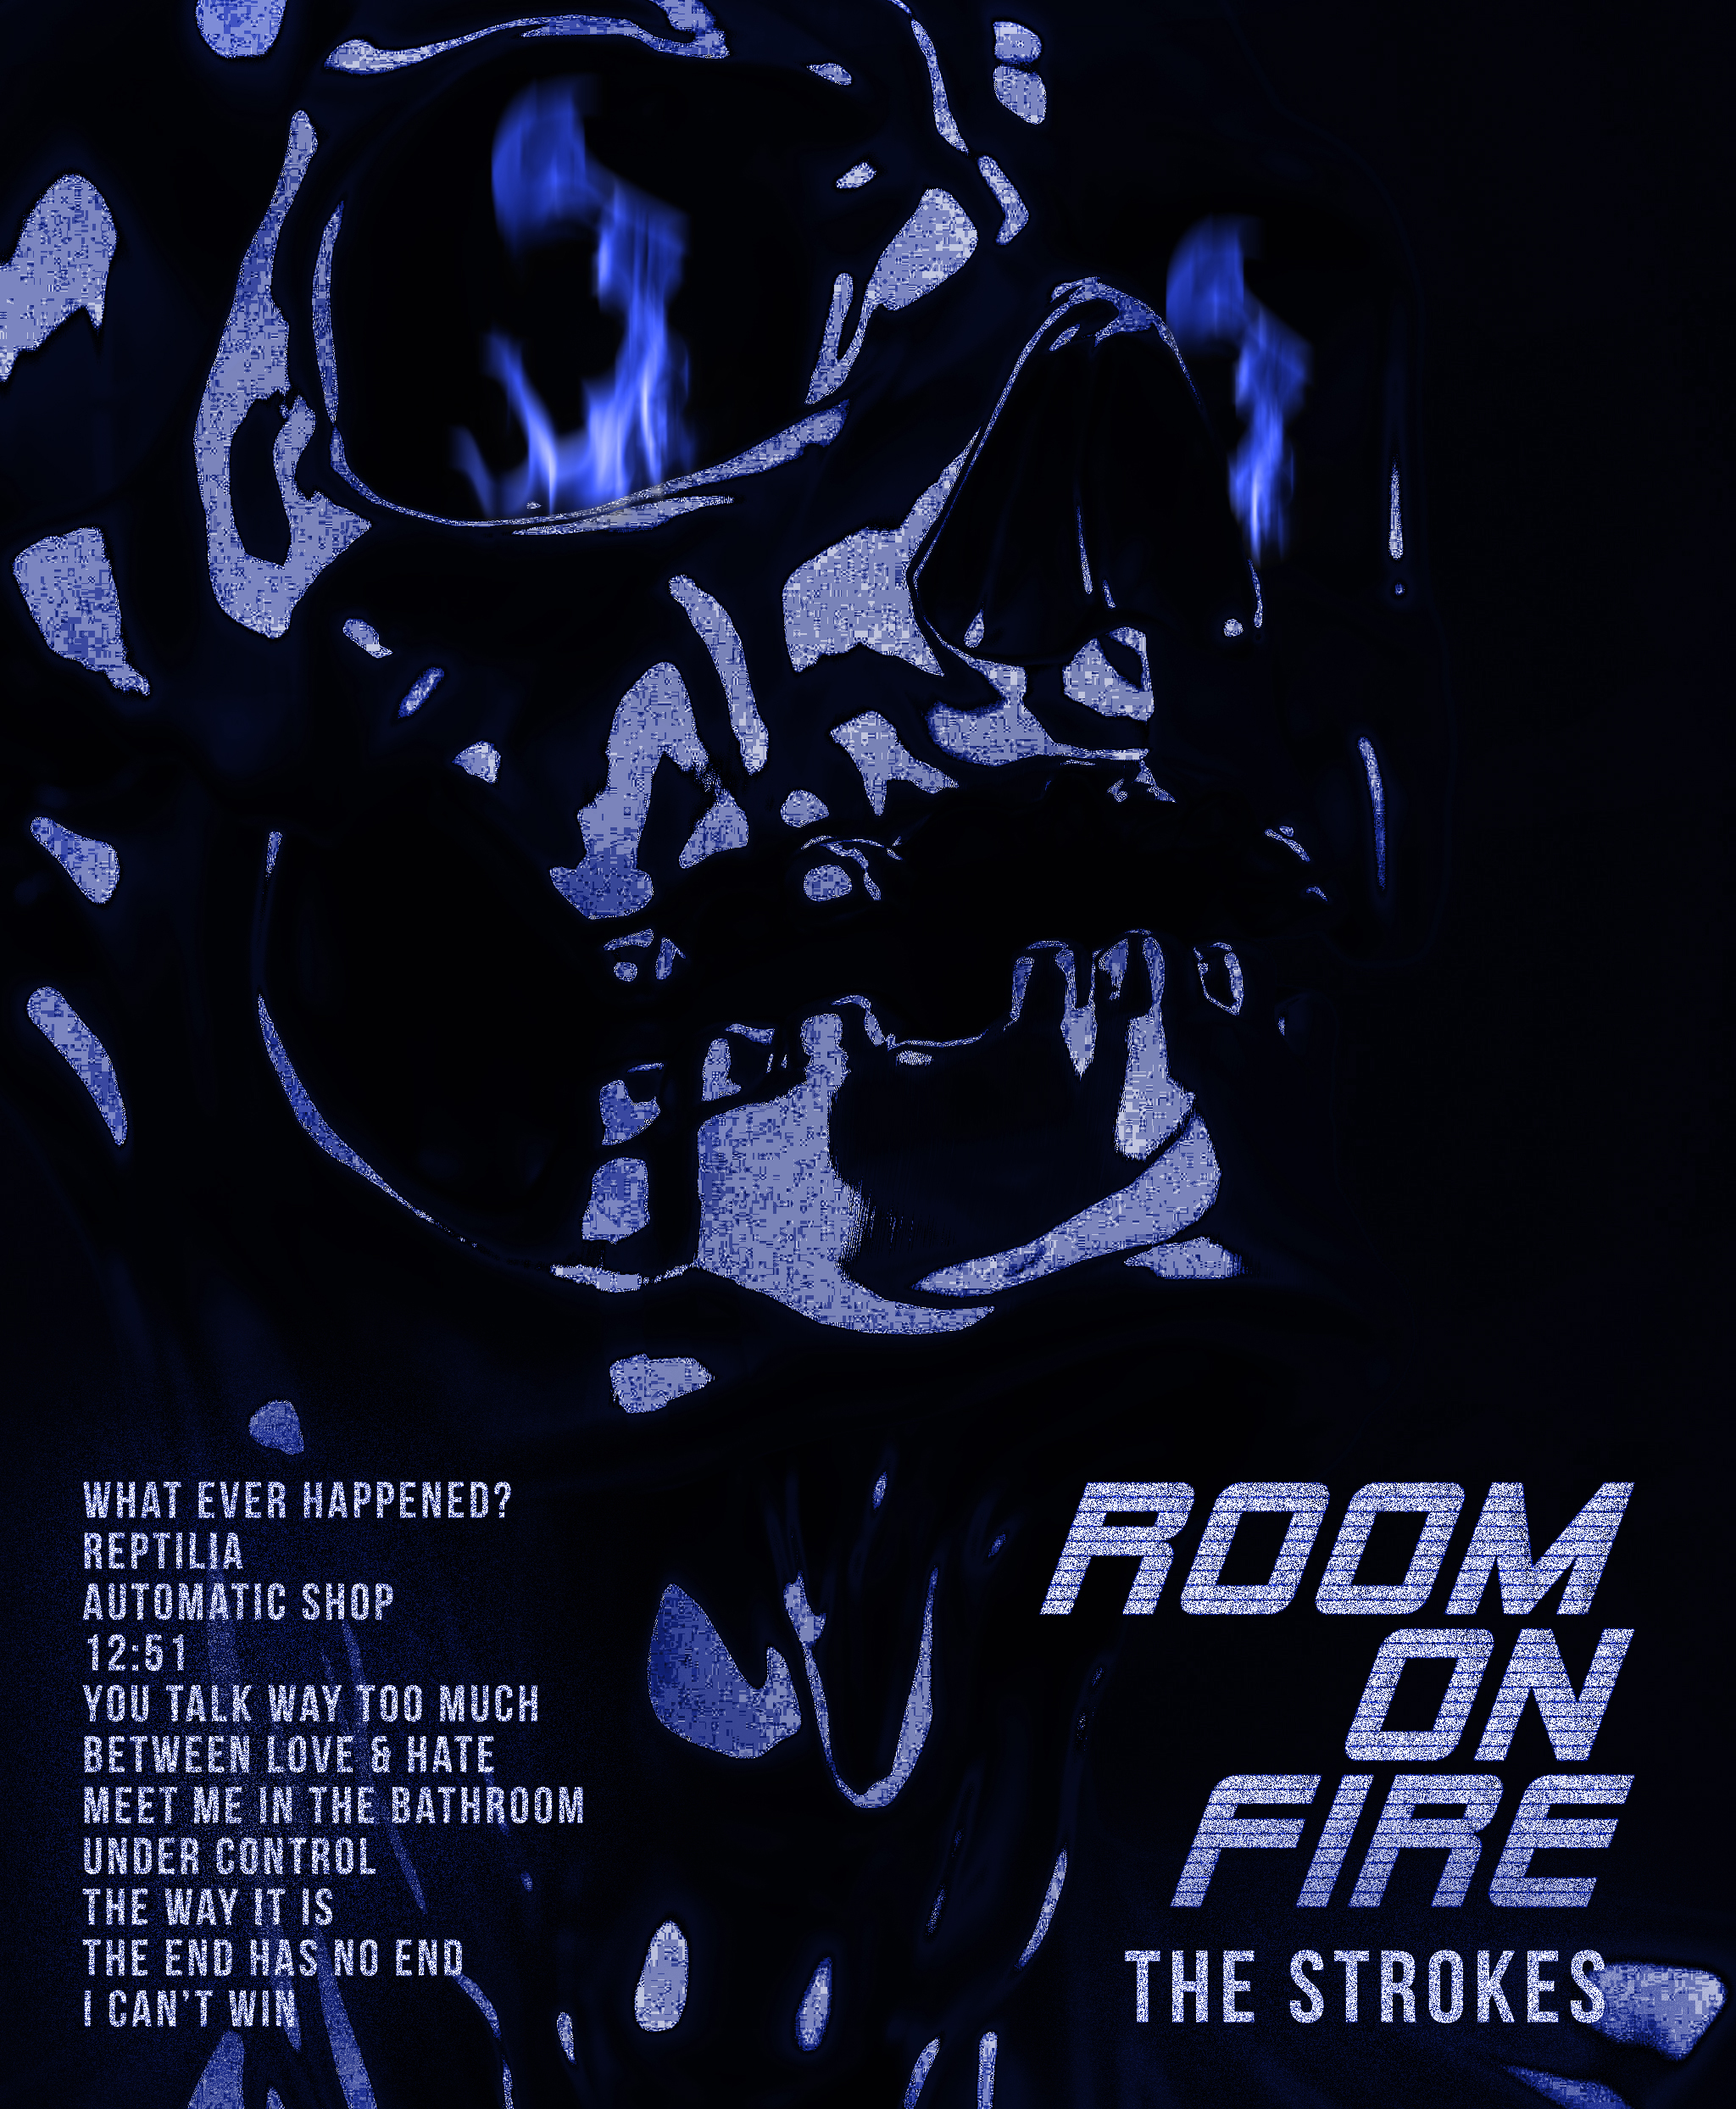 WHAT EVER HAPPENED?
REPTILIA
AUTOMATIC SHOP
12:51
YOU TALK WAY TOO MUCH
BETWEEN LOVE & HATE
MEET ME IN THE BATHROOM
UNDER CONTROL
THE WAY IT IS
THE END HAS NO END
I CAN'T WIN
ROOM
ON
FIRE
THE STROKES